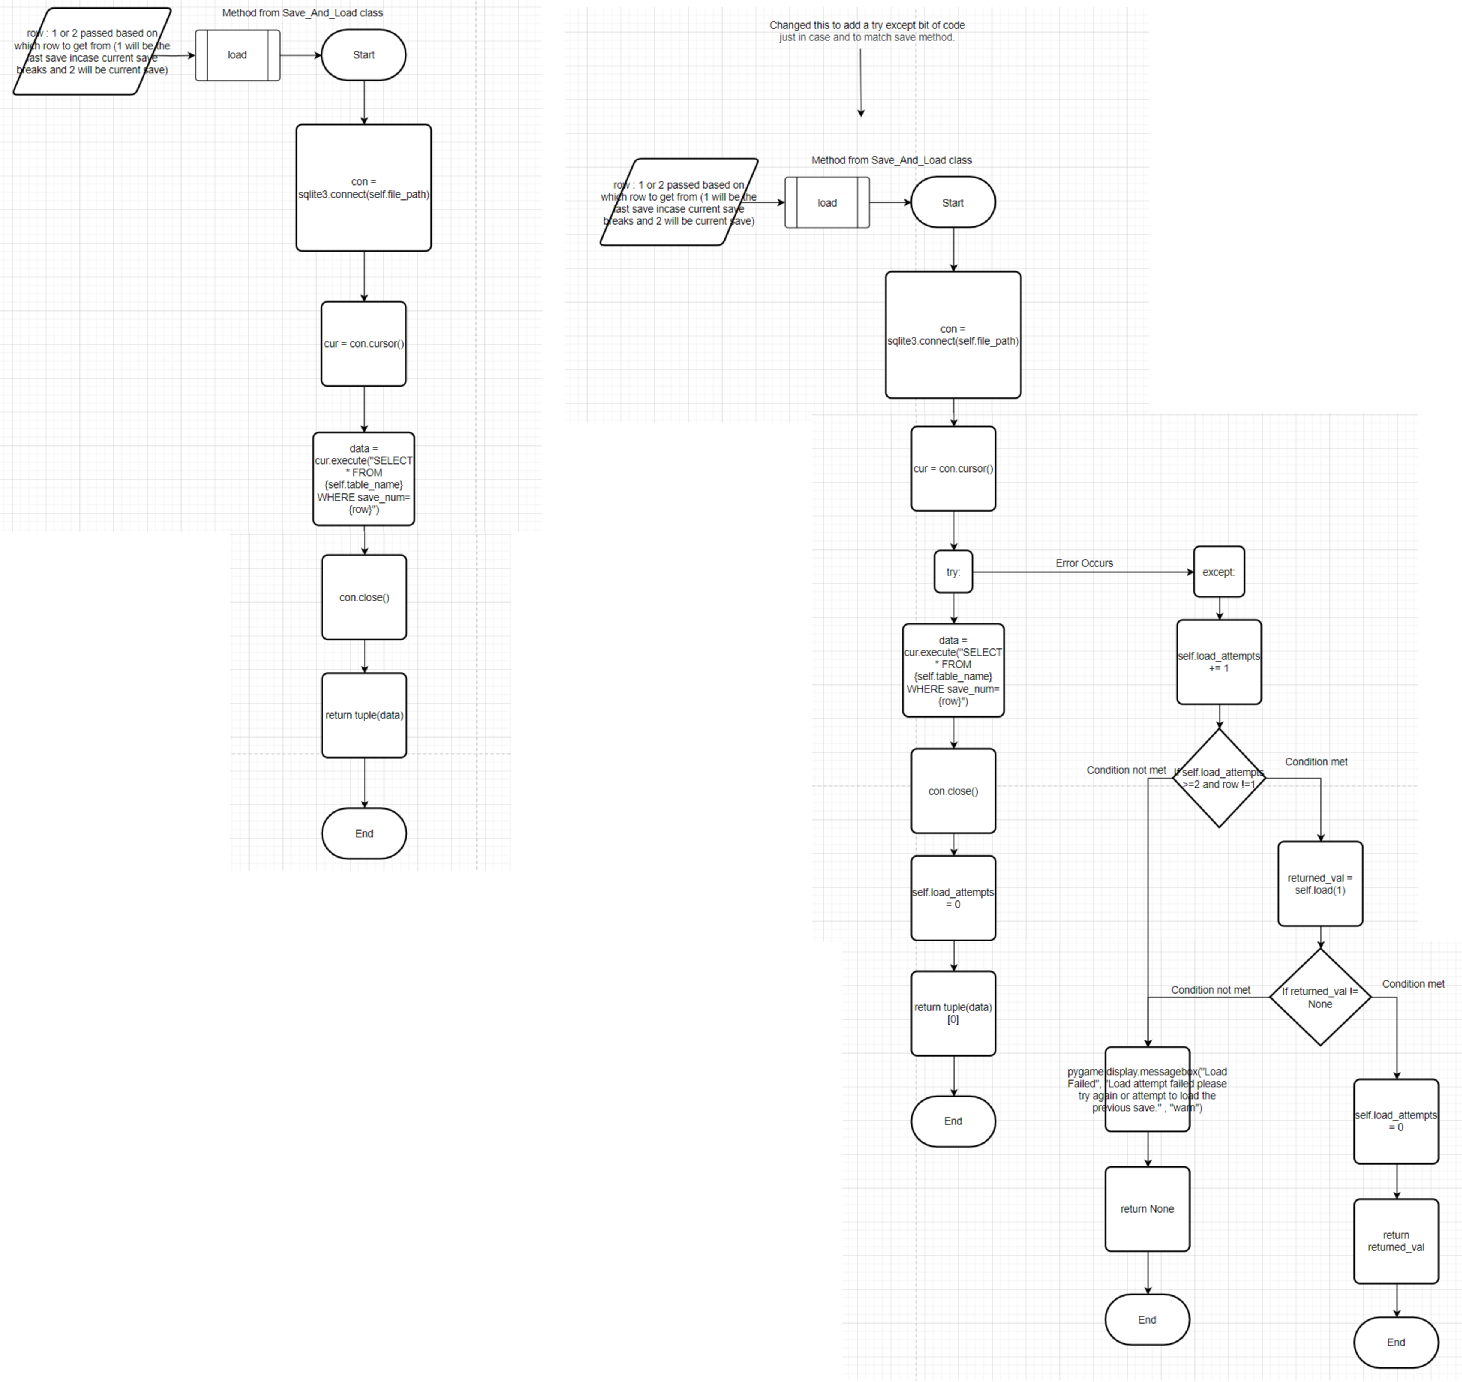 Method from Save_And_Load class
row : 1 or 2 passed based on
which row to get from (1 will be the
last save incase current save
breaks and 2 will be current save)
load
Start
con =
sqlite3.connect(self.file_path)
cur = con.cursor()
data =
cur.execute("SELECT
* FROM
{self.table_name}
WHERE save_num=
{row}")
con.close()
return tuple(data)
End
Changed this to add a try except bit of code
just in case and to match save method.
Method from Save_And_Load class
row : 1 or 2 passed based on
which row to get from (1 will be the
last save incase current save
breaks and 2 will be current save)
load
Start
con =
sqlite3.connect(self.file_path)
cur = con.cursor()
try:
Error Occurs
except:
data =
cur.execute("SELECT
* FROM
{self.table_name}
WHERE save_num=
{row}")
con.close()
self.load_attempts
= 0
return tuple(data)
[0]
End
self.load_attempts
+= 1
If self.load_attempts
>=2 and row !=1
Condition not met
Condition met
returned_val =
self.load(1)
If returned_val !=
None
Condition not met
Condition met
pygame.display.messagebox("Load
Failed", "Load attempt failed please
try again or attempt to load the
previous save." , "warn")
return None
End
self.load_attempts
= 0
return
returned_val
End